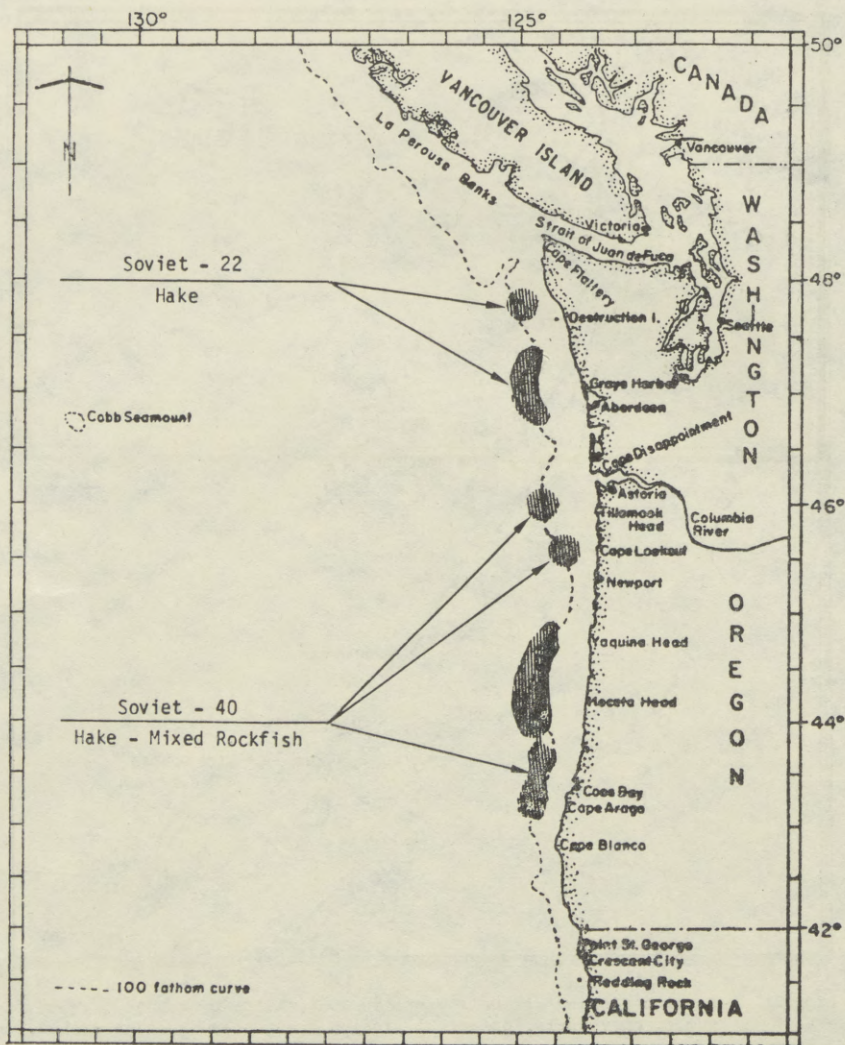 130°
125°
50°
CANADA
N
VANCOUVER ISLAND
Vancouver
La Perouse Banks
WASHINGTON
Victoria
Strait of Juan de Fuca
Soviet - 22
48°
Hake
Cape Flattery
Destruction I.
Seattle
Grays Harbor
Aberdeen
Cobb Seamount
Cape Disappointment
46°
Astoria
Tillamook
Head
Columbia
River
Cape Lookout
Newport
OREGON
Yaquina Head
Heceta Head
Soviet - 40
44°
Hake - Mixed Rockfish
Coos Bay
Cape Arago
Cape Blanco
42°
Point St. George
Crescent City
Redding Rock
100 fathom curve
CALIFORNIA